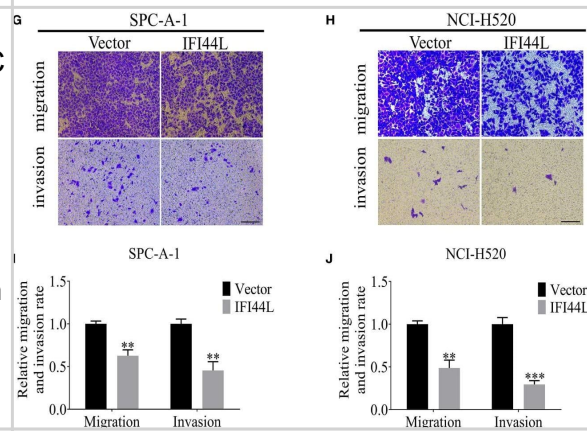 G
SPC-A-1
Vector IFI44L
migration
invasion
H
NCI-H520
Vector IFI44L
migration
invasion
I
SPC-A-1
Relative migration
and invasion rate
1.5
1.0
0.5
0.0
**
**
Vector
IFI44L
Migration Invasion
J
NCI-H520
Relative migration
and invasion rate
1.5
1.0
0.5
0.0
**
***
Vector
IFI44L
Migration Invasion